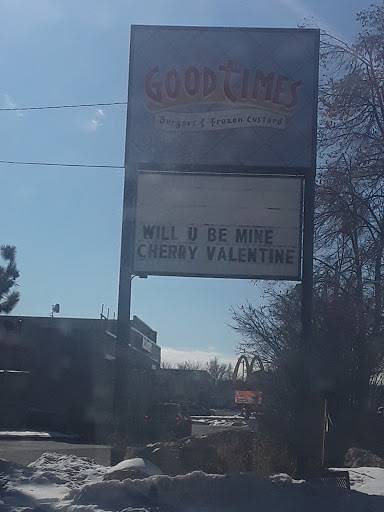 GOOD TIMES
Burgers & Frozen Custard
WILL U BE MINE
CHERRY VALENTINE